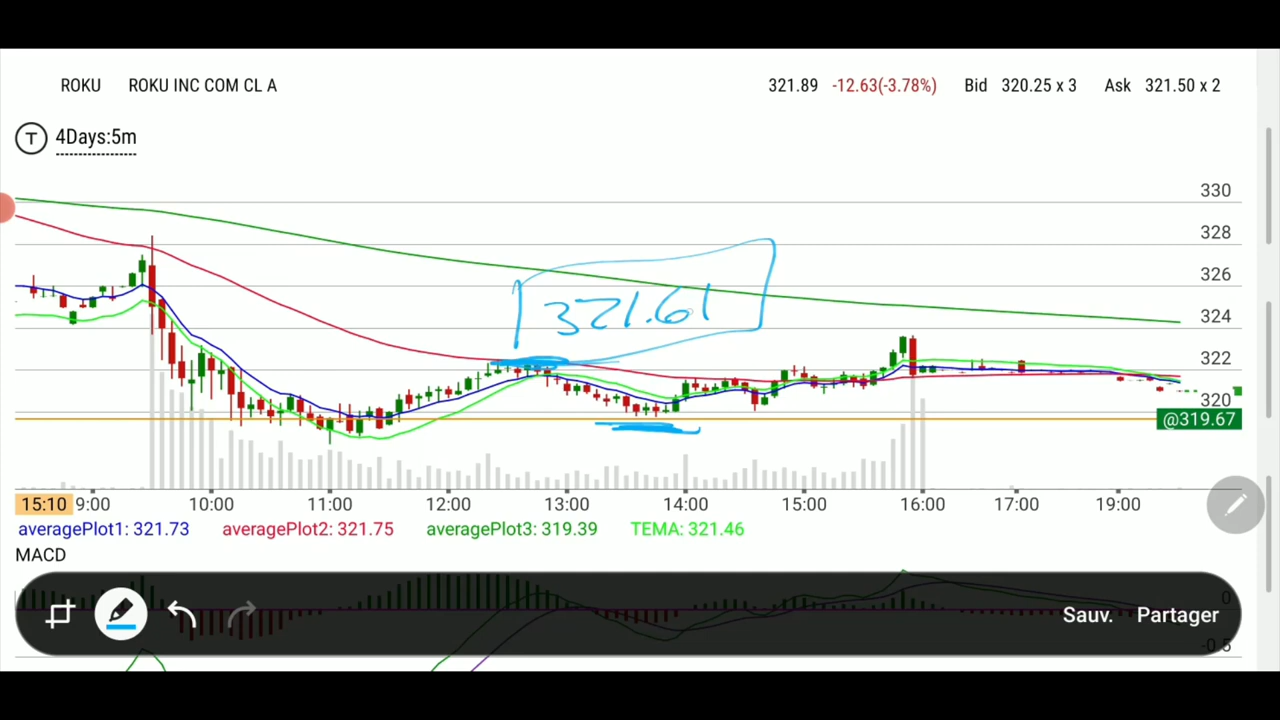 ROKU ROKU INC COM CL A 321.89 -12.63(-3.78%) Bid 320.25 x 3 Ask 321.50 x 2
T 4Days:5m
330
328
326
321.61
324
322
320
@319.67
15:10 9:00 10:00 11:00 12:00 13:00 14:00 15:00 16:00 17:00 19:00
averagePlot1: 321.73 averagePlot2: 321.75 averagePlot3: 319.39 TEMA: 321.46
MACD
0
Sauv. Partager
-0.5